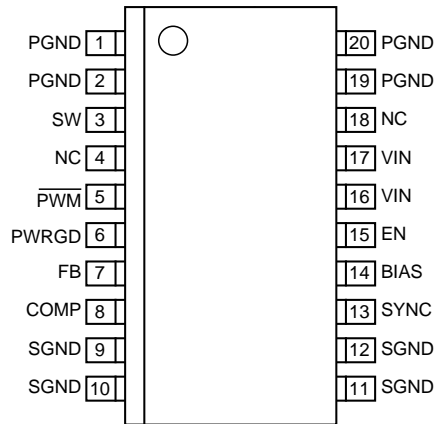 PGND 1 20 PGND
PGND 2 19 PGND
SW 3 18 NC
NC 4 17 VIN
PWM 5 16 VIN
PWRGD 6 15 EN
FB 7 14 BIAS
COMP 8 13 SYNC
SGND 9 12 SGND
SGND 10 11 SGND